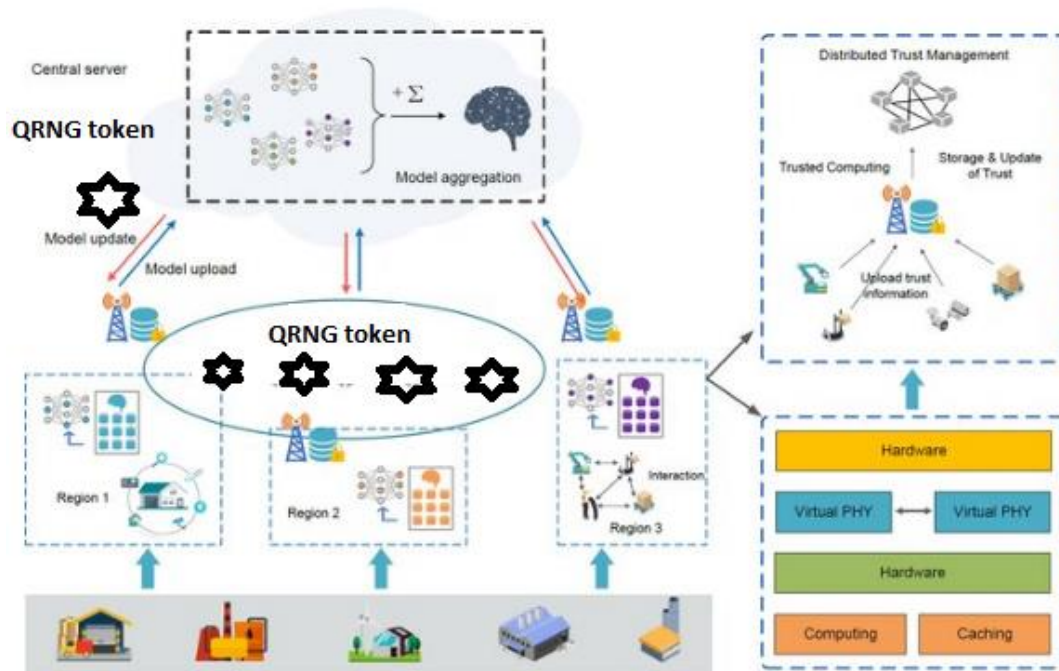 Central server
QRNG token
+ Σ
Model aggregation
Model update
Model upload
QRNG token
Region 1
Region 2
Interaction
Region 3
Distributed Trust Management
Trusted Computing
Storage & Update
of Trust
Upload trust
information
Hardware
Virtual PHY
Virtual PHY
Hardware
Computing
Caching